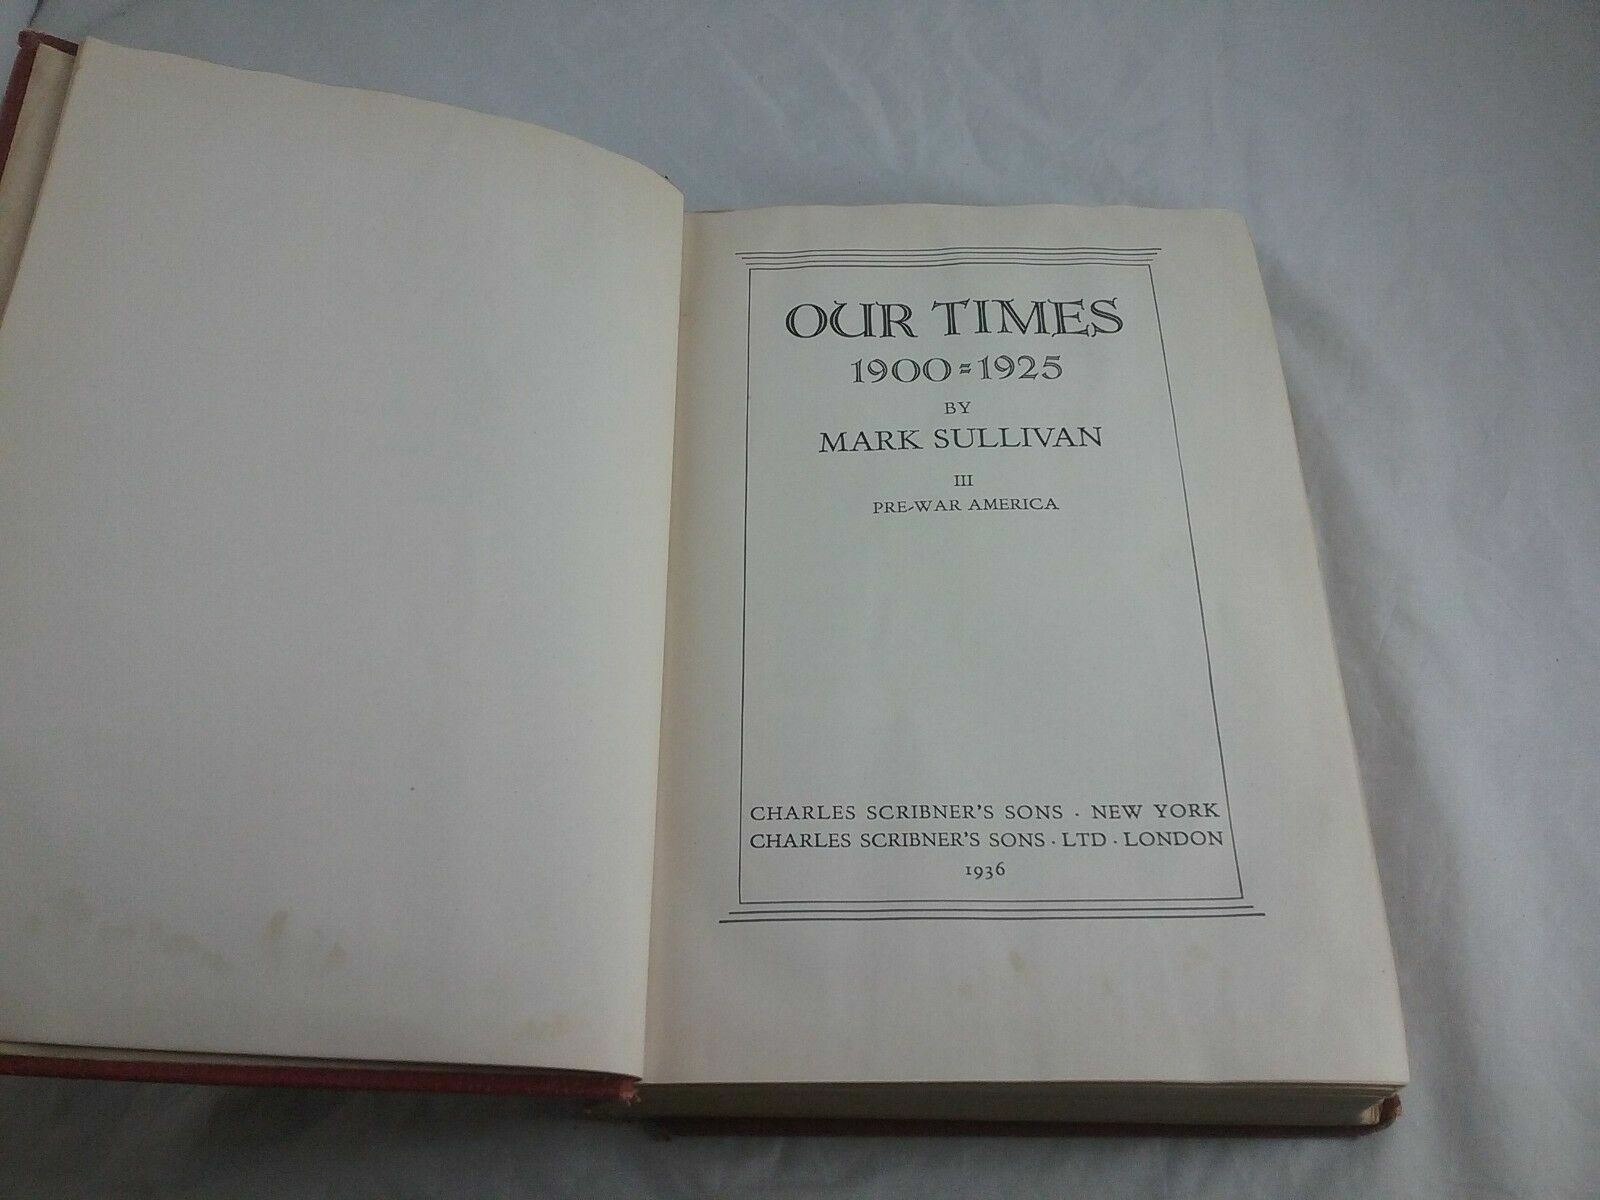 OUR TIMES
1900=1925
BY
MARK SULLIVAN
III
PRE-WAR AMERICA
CHARLES SCRIBNER'S SONS · NEW YORK
CHARLES SCRIBNER'S SONS · LTD · LONDON
1936